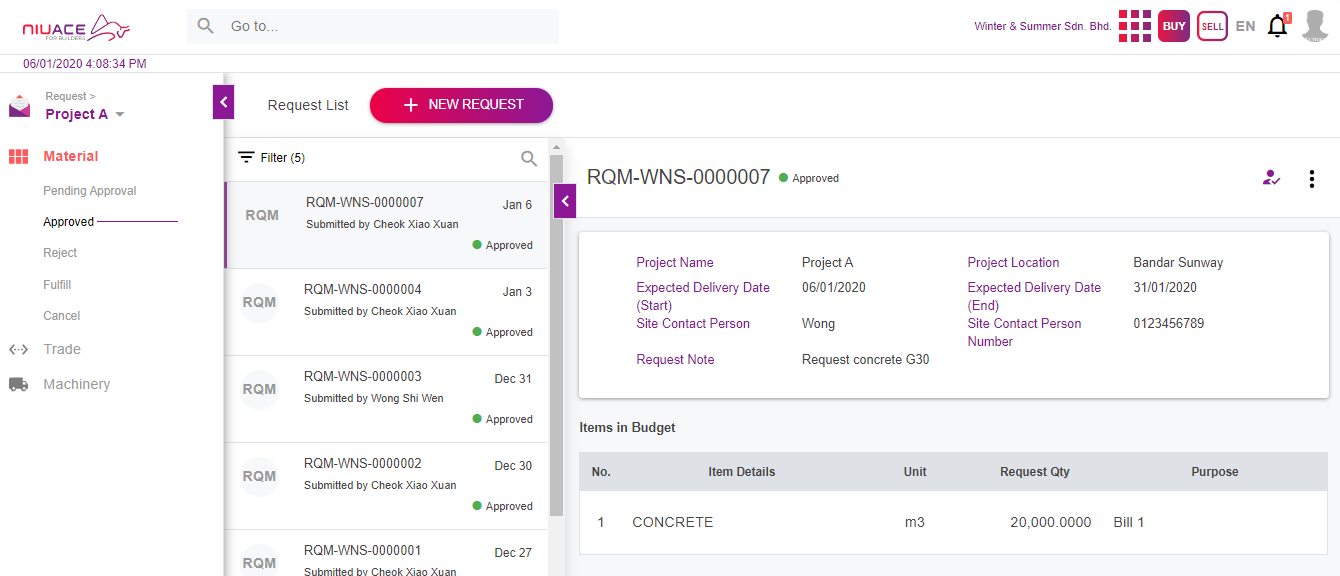 NIUACE
FOR BUILDERS
Go to...
Winter & Summer Sdn. Bhd.
BUY
SELL
EN
1
06/01/2020 4:08:34 PM
Request >
Project A
Material
Pending Approval
Approved
Reject
Fulfill
Cancel
Trade
Machinery
Request List
+ NEW REQUEST
Filter (5)
RQM
RQM-WNS-0000007
Jan 6
Submitted by Cheok Xiao Xuan
Approved
RQM
RQM-WNS-0000004
Jan 3
Submitted by Cheok Xiao Xuan
Approved
RQM
RQM-WNS-0000003
Dec 31
Submitted by Wong Shi Wen
Approved
RQM
RQM-WNS-0000002
Dec 30
Submitted by Cheok Xiao Xuan
Approved
RQM
RQM-WNS-0000001
Dec 27
Submitted by Cheok Xiao Xuan
RQM-WNS-0000007 Approved
Project Name Project A Project Location Bandar Sunway
Expected Delivery Date (Start) 06/01/2020 Expected Delivery Date (End) 31/01/2020
Site Contact Person Wong Site Contact Person Number 0123456789
Request Note Request concrete G30
Items in Budget
No. Item Details Unit Request Qty Purpose
1 CONCRETE m3 20,000.0000 Bill 1